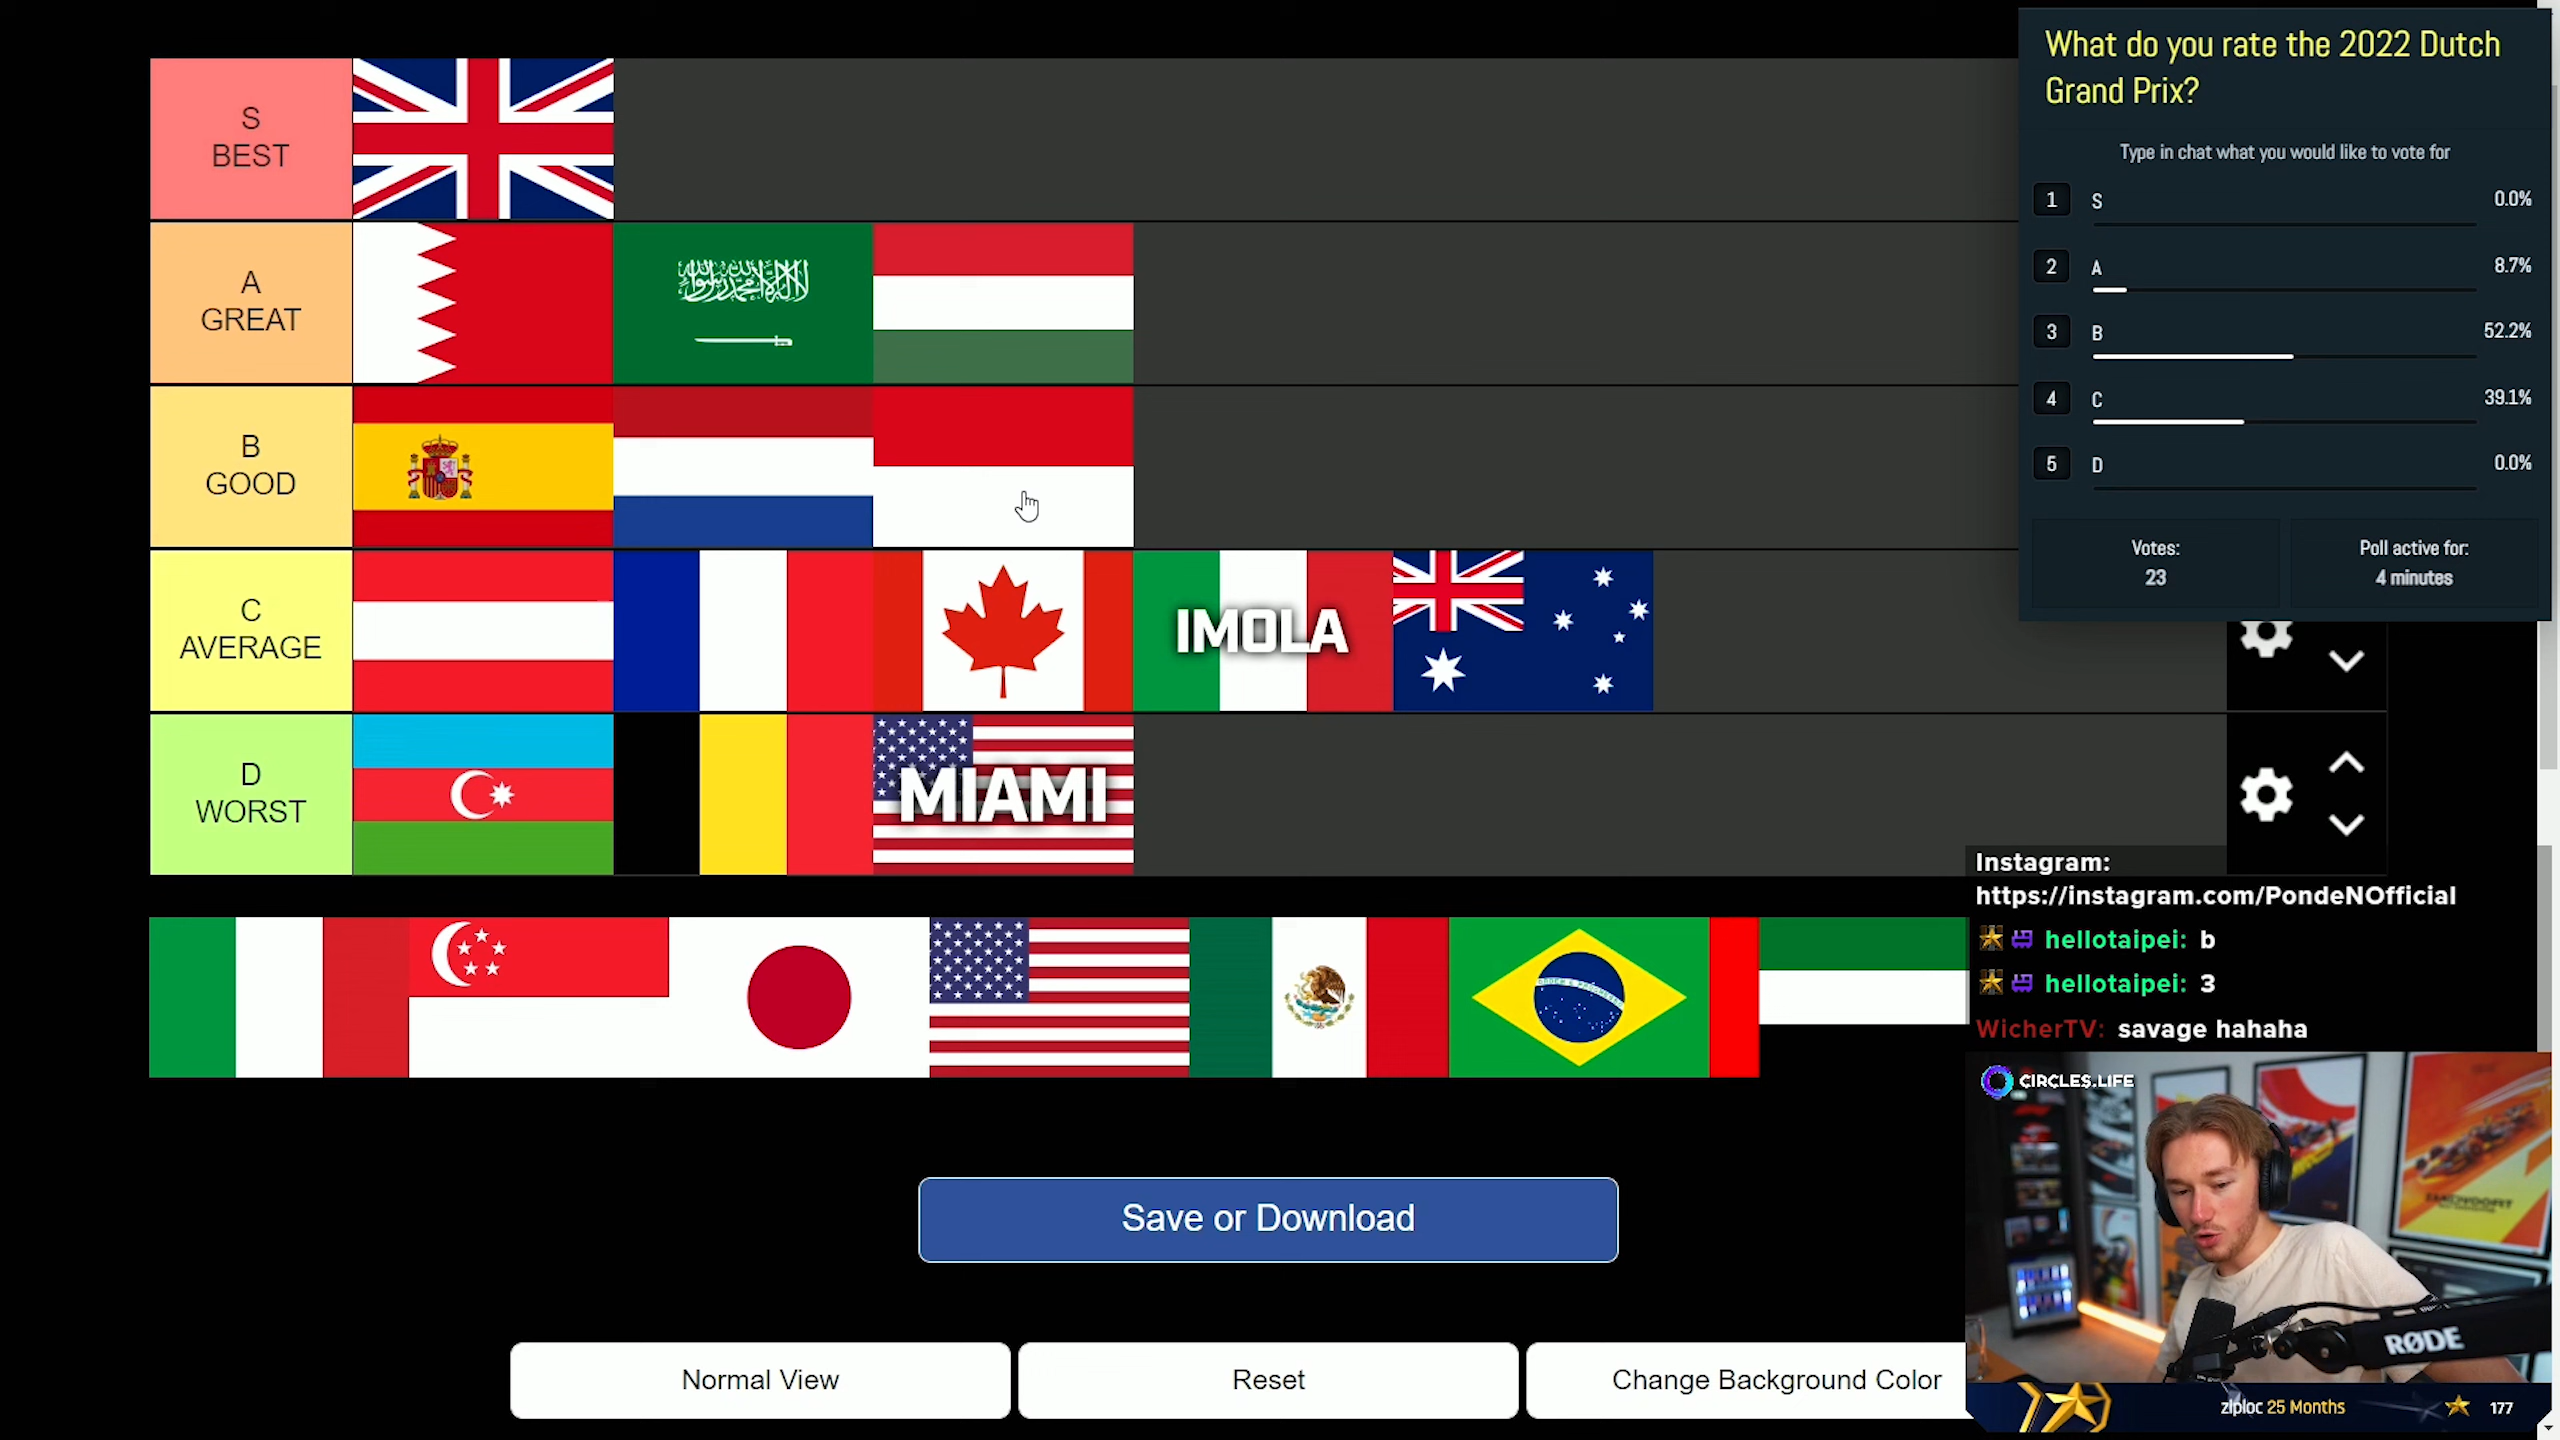 S
BEST
A
GREAT
B
GOOD
C
AVERAGE
IMOLA
D
WORST
MIAMI
Save or Download
Normal View
Reset
Change Background Color
What do you rate the 2022 Dutch
Grand Prix?
Type in chat what you would like to vote for
1 S 0.0%
2 A 8.7%
3 B 52.2%
4 C 39.1%
5 D 0.0%
Votes:
23
Poll active for:
4 minutes
Instagram:
https://instagram.com/PondeNOfficial
hellotaipei: b
hellotaipei: 3
WicherTV: savage hahaha
CIRCLES.LIFE
RØDE
ziploc 25 Months
177